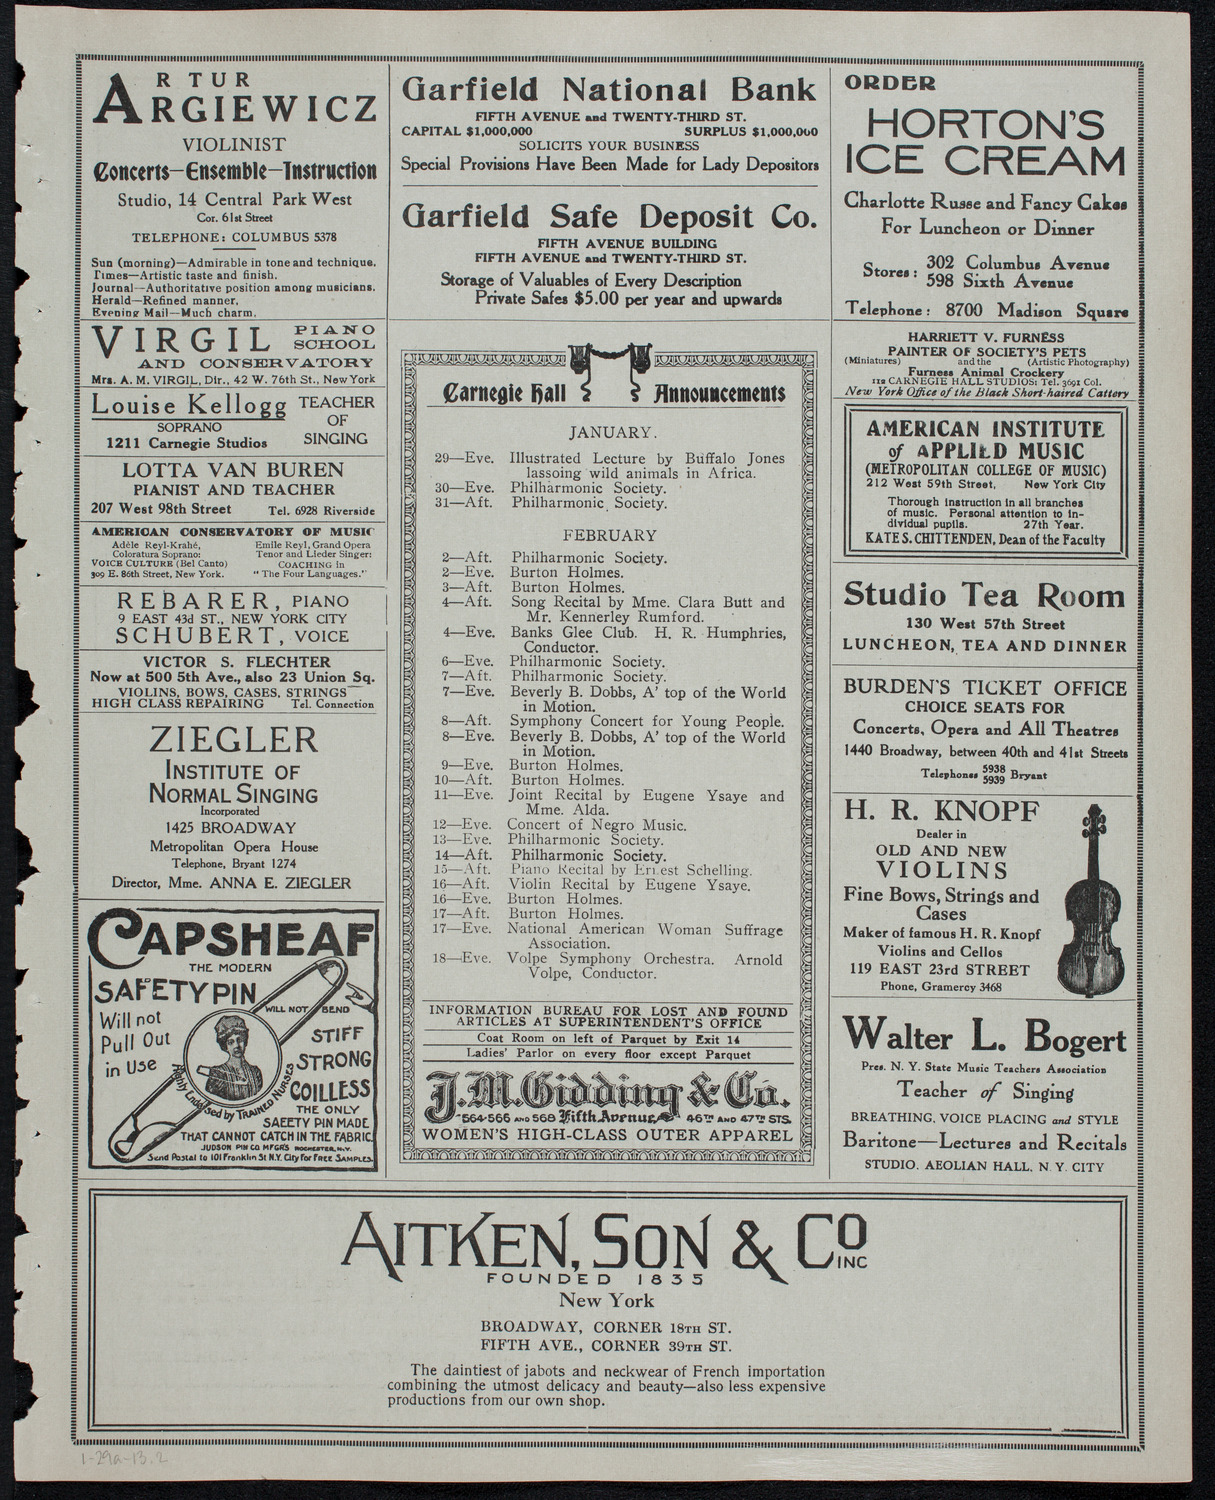 ARTUR
ARGIEWICZ
VIOLINIST
Concerts—Ensemble—Instruction
Studio, 14 Central Park West
Cor. 61st Street
TELEPHONE: COLUMBUS 5378
Sun (morning)—Admirable in tone and technique.
Times—Artistic taste and finish.
Journal—Authoritative position among musicians.
Herald—Refined manner.
Evening Mail—Much charm.
VIRGIL PIANO SCHOOL
AND CONSERVATORY
Mrs. A. M. VIRGIL, Dir., 42 W. 76th St., New York
Louise Kellogg
SOPRANO
1211 Carnegie Studios
TEACHER
OF
SINGING
LOTTA VAN BUREN
PIANIST AND TEACHER
207 West 98th Street Tel. 6928 Riverside
AMERICAN CONSERVATORY OF MUSIC
Adèle Reyl-Krahé,
Coloratura Soprano:
VOICE CULTURE (Bel Canto)
309 E. 86th Street, New York.
Emile Reyl, Grand Opera
Tenor and Lieder Singer:
COACHING in
"The Four Languages."
REBARER, PIANO
9 EAST 43d ST., NEW YORK CITY
SCHUBERT, VOICE
VICTOR S. FLECHTER
Now at 500 5th Ave., also 23 Union Sq.
VIOLINS, BOWS, CASES, STRINGS
HIGH CLASS REPAIRING Tel. Connection
ZIEGLER
INSTITUTE OF
NORMAL SINGING
Incorporated
1425 BROADWAY
Metropolitan Opera House
Telephone, Bryant 1274
Director, Mme. ANNA E. ZIEGLER
CAPSHEAF
THE MODERN
SAFETY PIN
WILL NOT BEND
Will not
Pull Out
in Use
STIFF
STRONG
COILLESS
Highly Endorsed by TRAINED NURSES
THE ONLY
SAFETY PIN MADE
THAT CANNOT CATCH IN THE FABRIC.
JUDSON PIN CO. MFGRS ROCHESTER, N.Y.
Send Postal to 101 Franklin St N.Y. City For FREE SAMPLES.
Garfield National Bank
FIFTH AVENUE and TWENTY-THIRD ST.
CAPITAL $1,000,000 SURPLUS $1,000,000
SOLICITS YOUR BUSINESS
Special Provisions Have Been Made for Lady Depositors
Garfield Safe Deposit Co.
FIFTH AVENUE BUILDING
FIFTH AVENUE and TWENTY-THIRD ST.
Storage of Valuables of Every Description
Private Safes $5.00 per year and upwards
Carnegie Hall Announcements
JANUARY.
29—Eve. Illustrated Lecture by Buffalo Jones
lassoing wild animals in Africa.
30—Eve. Philharmonic Society.
31—Aft. Philharmonic Society.
FEBRUARY
2—Aft. Philharmonic Society.
2—Eve. Burton Holmes.
3—Aft. Burton Holmes.
4—Aft. Song Recital by Mme. Clara Butt and
Mr. Kennerley Rumford.
4—Eve. Banks Glee Club. H. R. Humphries,
Conductor.
6—Eve. Philharmonic Society.
7—Aft. Philharmonic Society.
7—Eve. Beverly B. Dobbs, A' top of the World
in Motion.
8—Aft. Symphony Concert for Young People.
8—Eve. Beverly B. Dobbs, A' top of the World
in Motion.
9—Eve. Burton Holmes.
10—Aft. Burton Holmes.
11—Eve. Joint Recital by Eugene Ysaye and
Mme. Alda.
12—Eve. Concert of Negro Music.
13—Eve. Philharmonic Society.
14—Aft. Philharmonic Society.
15—Aft. Piano Recital by Ernest Schelling.
16—Aft. Violin Recital by Eugene Ysaye.
16—Eve. Burton Holmes.
17—Aft. Burton Holmes.
17—Eve. National American Woman Suffrage
Association.
18—Eve. Volpe Symphony Orchestra. Arnold
Volpe, Conductor.
INFORMATION BUREAU FOR LOST AND FOUND
ARTICLES AT SUPERINTENDENT'S OFFICE
Coat Room on left of Parquet by Exit 14
Ladies' Parlor on every floor except Parquet
J.M. Gidding & Co.
564-566 AND 568 Fifth Avenue 46TH AND 47TH STS.
WOMEN'S HIGH-CLASS OUTER APPAREL
ORDER
HORTON'S
ICE CREAM
Charlotte Russe and Fancy Cakes
For Luncheon or Dinner
Stores: 302 Columbus Avenue
598 Sixth Avenue
Telephone: 8700 Madison Square
HARRIETT V. FURNESS
PAINTER OF SOCIETY'S PETS
(Miniatures) and the (Artistic Photography)
Furness Animal Crockery
112 CARNEGIE HALL STUDIOS: Tel. 3691 Col.
New York Office of the Black Short-haired Cattery
AMERICAN INSTITUTE
of APPLIED MUSIC
(METROPOLITAN COLLEGE OF MUSIC)
212 West 59th Street, New York City
Thorough instruction in all branches
of music. Personal attention to in-
dividual pupils. 27th Year.
KATE S. CHITTENDEN, Dean of the Faculty
Studio Tea Room
130 West 57th Street
LUNCHEON, TEA AND DINNER
BURDEN'S TICKET OFFICE
CHOICE SEATS FOR
Concerts, Opera and All Theatres
1440 Broadway, between 40th and 41st Streets
Telephones 5938 5939 Bryant
H. R. KNOPF
Dealer in
OLD AND NEW
VIOLINS
Fine Bows, Strings and
Cases
Maker of famous H. R. Knopf
Violins and Cellos
119 EAST 23rd STREET
Phone, Gramercy 3468
Walter L. Bogert
Pres. N. Y. State Music Teachers Association
Teacher of Singing
BREATHING, VOICE PLACING and STYLE
Baritone—Lectures and Recitals
STUDIO. AEOLIAN HALL, N. Y. CITY
AITKEN, SON & CO INC
FOUNDED 1835
New York
BROADWAY, CORNER 18TH ST.
FIFTH AVE., CORNER 39TH ST.
The daintiest of jabots and neckwear of French importation
combining the utmost delicacy and beauty—also less expensive
productions from our own shop.
1-29a-13.2